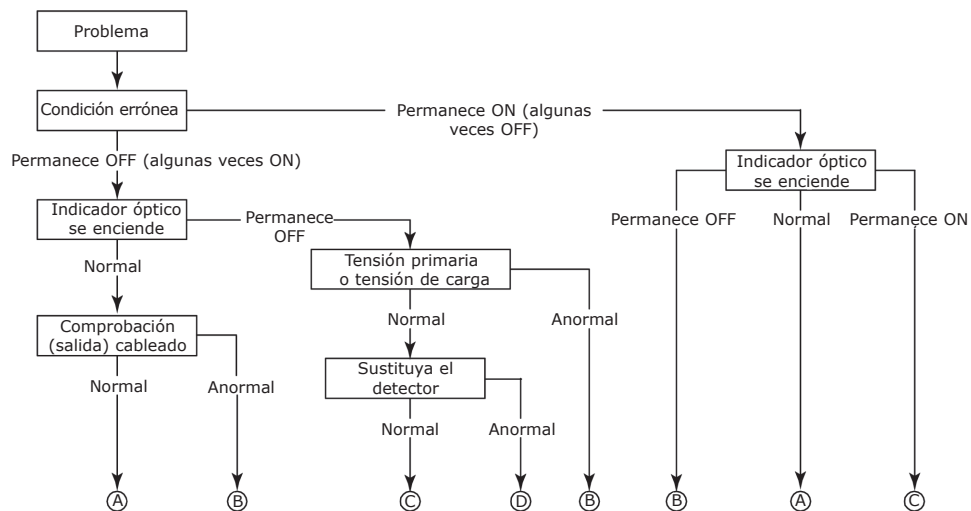 Problema
Condición errónea
Permanece ON (algunas
veces OFF)
Permanece OFF (algunas veces ON)
Indicador óptico
se enciende
Indicador óptico
se enciende
Permanece
OFF
Permanece OFF
Normal
Permanece ON
Normal
Tensión primaria
o tensión de carga
Comprobación
(salida) cableado
Normal
Anormal
Sustituya el
detector
Normal
Anormal
Normal
Anormal
A
B
C
D
B
B
A
C